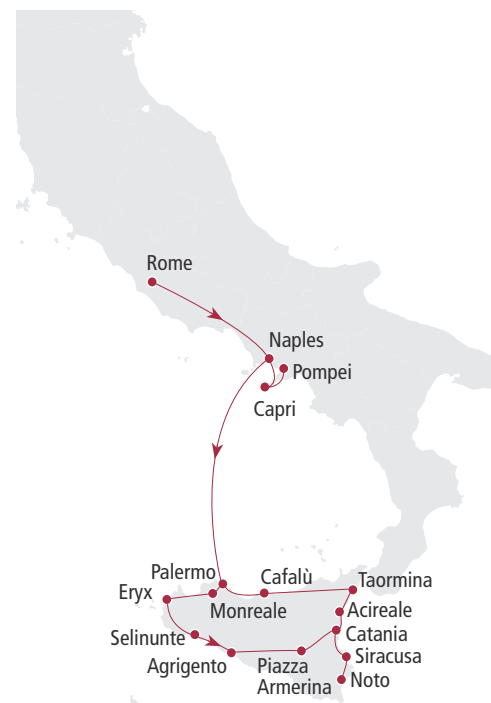 Rome
Naples
Pompei
Capri
Palermo
Cafalù
Taormina
Eryx
Monreale
Acireale
Selinunte
Catania
Agrigento
Piazza
Armerina
Siracusa
Noto